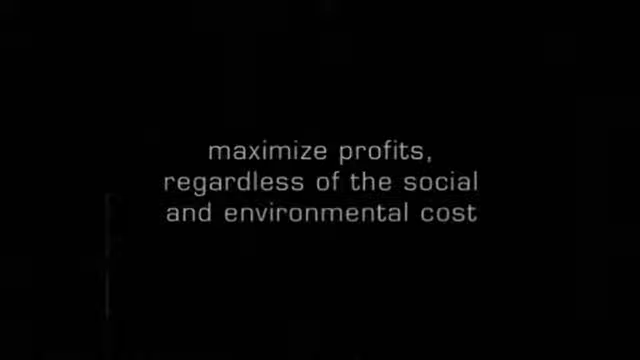 maximize profits,
regardless of the social
and environmental cost